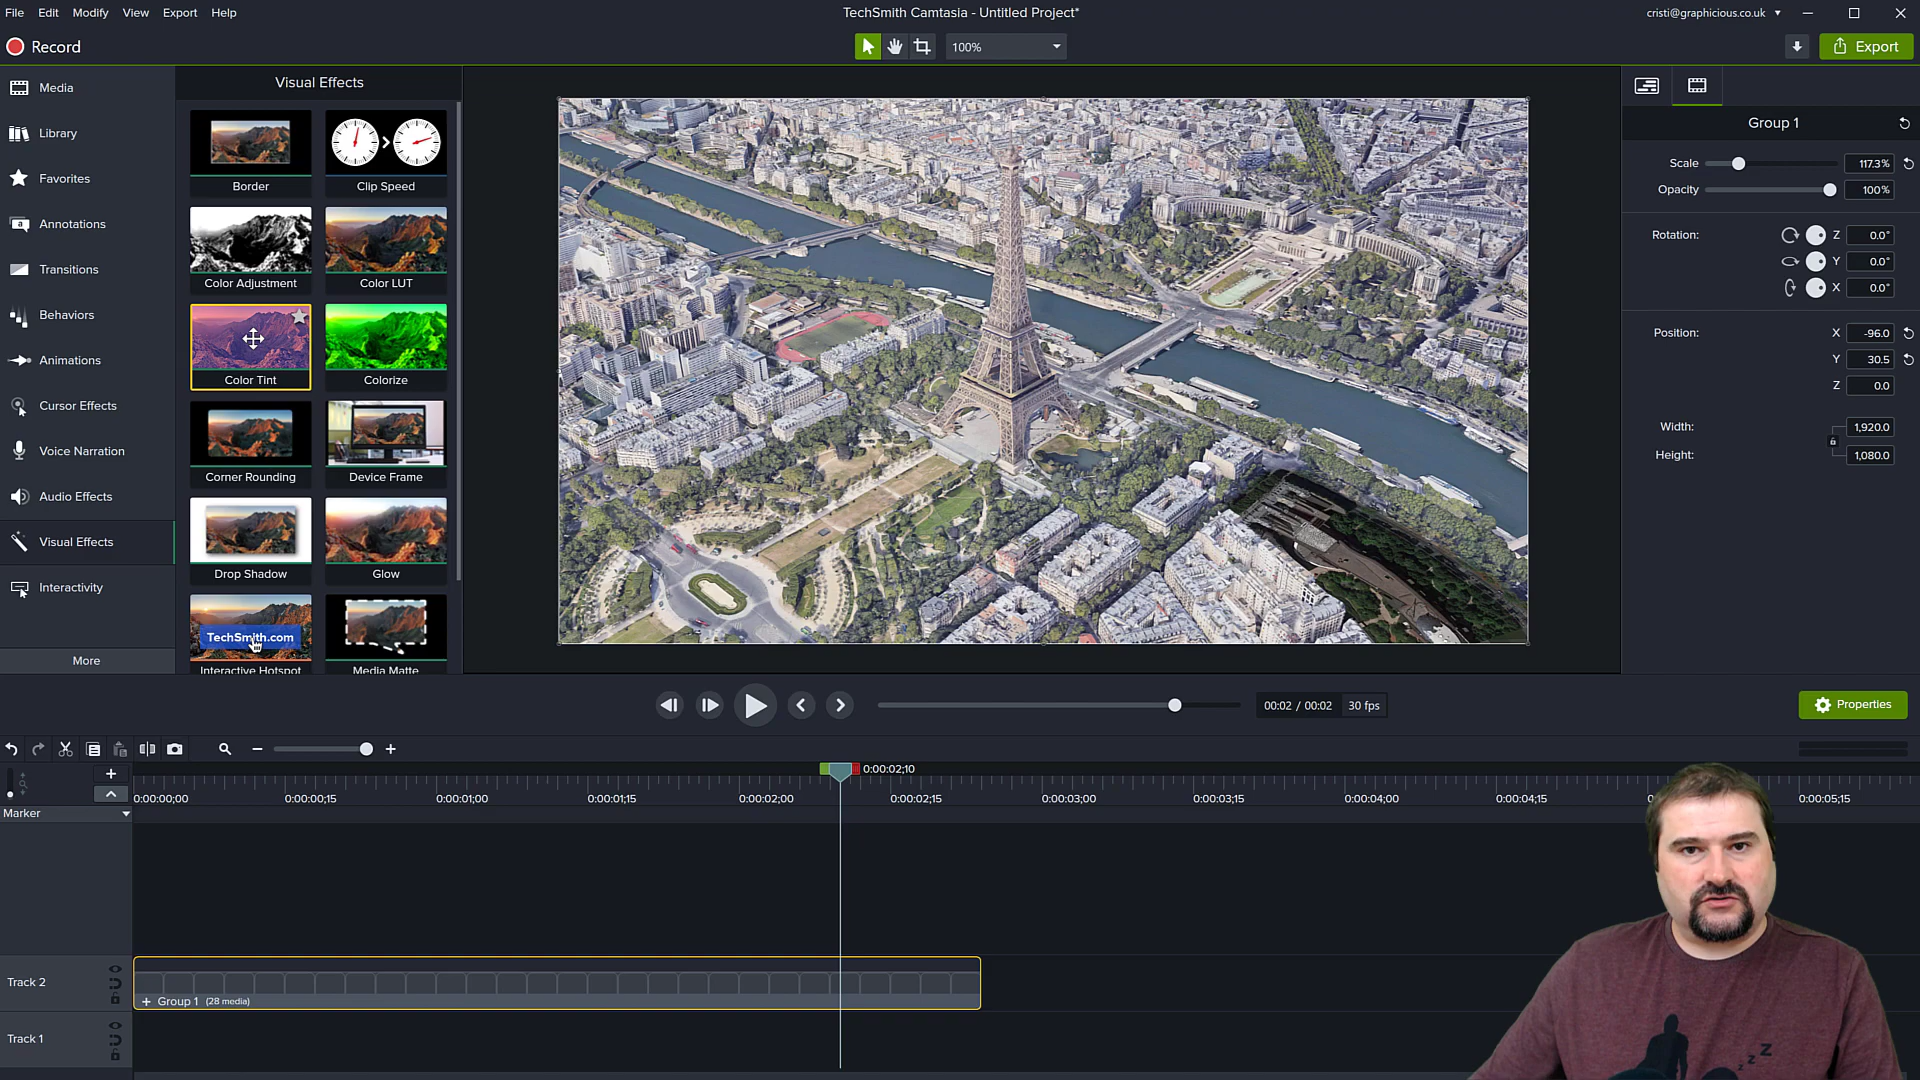 File Edit Modify View Export Help
TechSmith Camtasia - Untitled Project*
cristi@graphicious.co.uk
Record
100%
Export
Media
Library
Favorites
Annotations
Transitions
Behaviors
Animations
Cursor Effects
Voice Narration
Audio Effects
Visual Effects
Interactivity
More
Visual Effects
Border
Clip Speed
Color Adjustment
Color LUT
Color Tint
Colorize
Corner Rounding
Device Frame
Drop Shadow
Glow
TechSmith.com
Interactive Hotspot
Media Matte
Group 1
Scale 117.3%
Opacity 100%
Rotation: Z 0.0°
Y 0.0°
X 0.0°
Position: X -96.0
Y 30.5
Z 0.0
Width: 1,920.0
Height: 1,080.0
00:02 / 00:02 30 fps
Properties
0:00:02;10
0:00:00;00 0:00:00;15 0:00:01;00 0:00:01;15 0:00:02;00 0:00:02;15 0:00:03;00 0:00:03;15 0:00:04;00 0:00:04;15 0:00:05;15
Marker
Track 2
+ Group 1 (28 media)
Track 1
z z Z